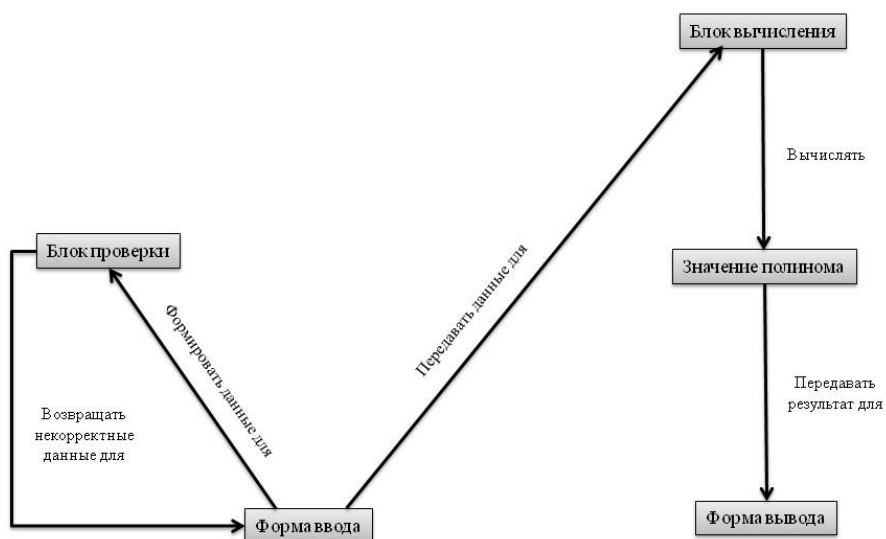 Блок вычисления
Вычислять
Блок проверки
Значение полинома
Формировать данные для
Передавать данные для
Возвращать
некорректные
данные для
Передавать
результат для
Форма ввода
Форма вывода